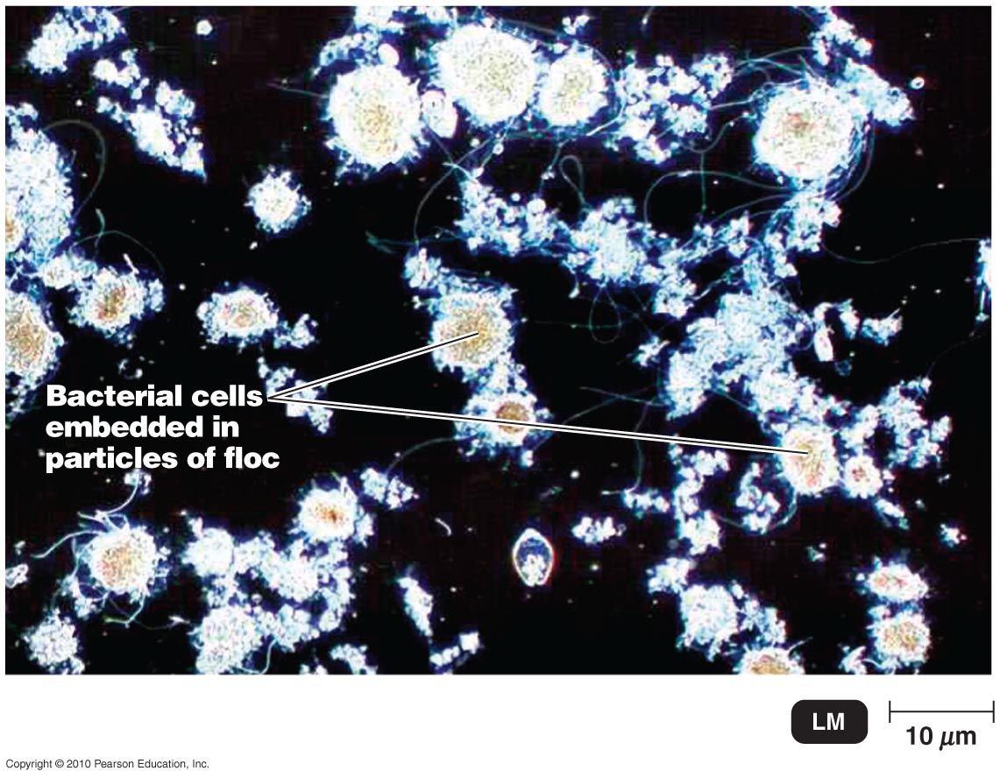 Bacterial cells
embedded in
particles of floc
LM
10 μm
Copyright © 2010 Pearson Education, Inc.